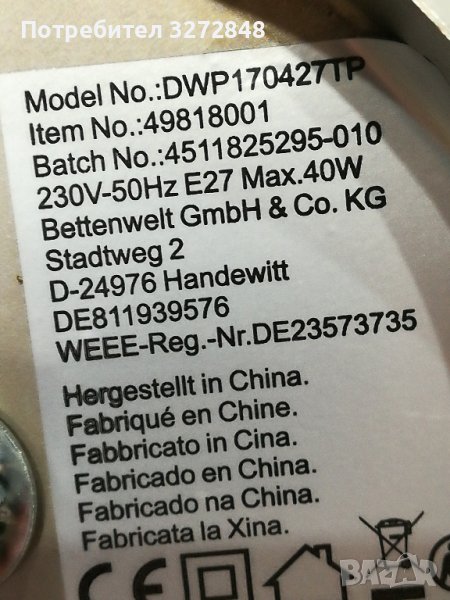 Потребител 3272848
Model No.:DWP170427TP
Item No.:49818001
Batch No.:4511825295-010
230V-50Hz E27 Max.40W
Bettenwelt GmbH & Co. KG
Stadtweg 2
D-24976 Handewitt
DE811939576
WEEE-Reg.-Nr.DE23573735
Hergestellt in China.
Fabriqué en Chine.
Fabbricato in Cina.
Fabricado en China.
Fabricado na China.
Fabricata la Xina.
CE
BAZAR